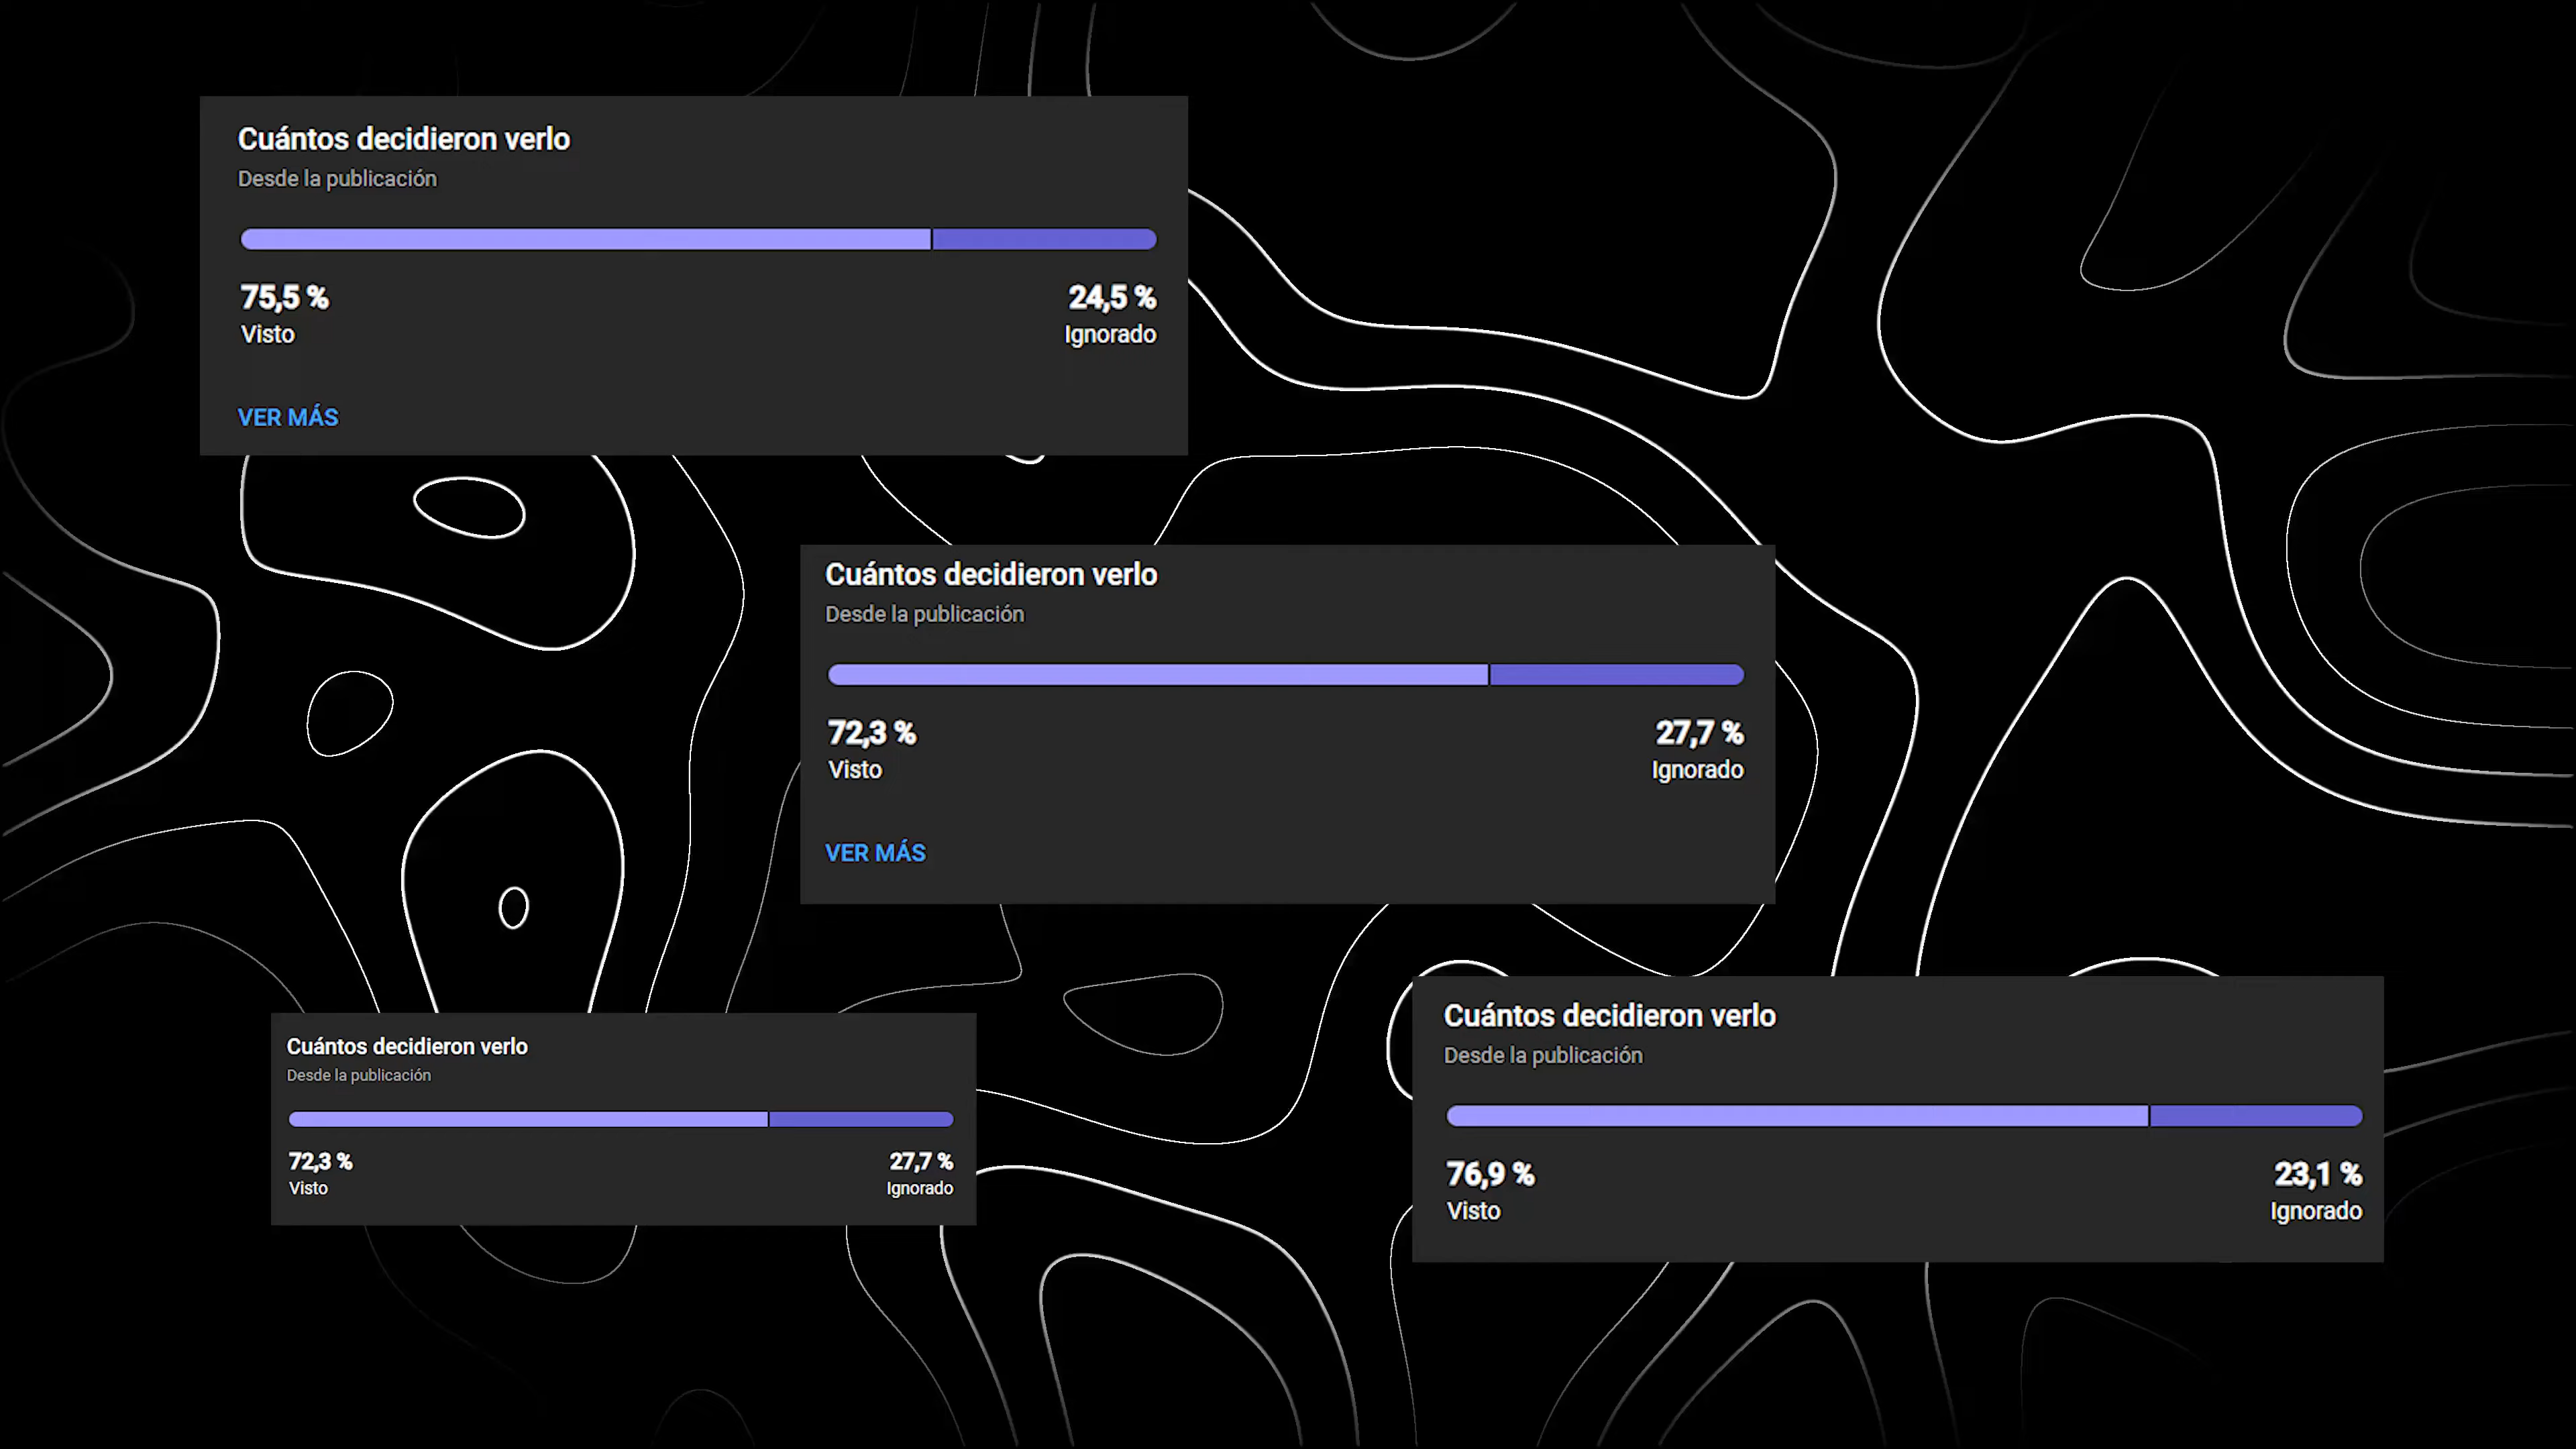 Cuántos decidieron verlo
Desde la publicación
75,5 %
24,5 %
Visto
Ignorado
VER MÁS
Cuántos decidieron verlo
Desde la publicación
72,3 %
27,7 %
Visto
Ignorado
VER MÁS
Cuántos decidieron verlo
Desde la publicación
72,3 %
27,7 %
Visto
Ignorado
Cuántos decidieron verlo
Desde la publicación
76,9 %
23,1 %
Visto
Ignorado